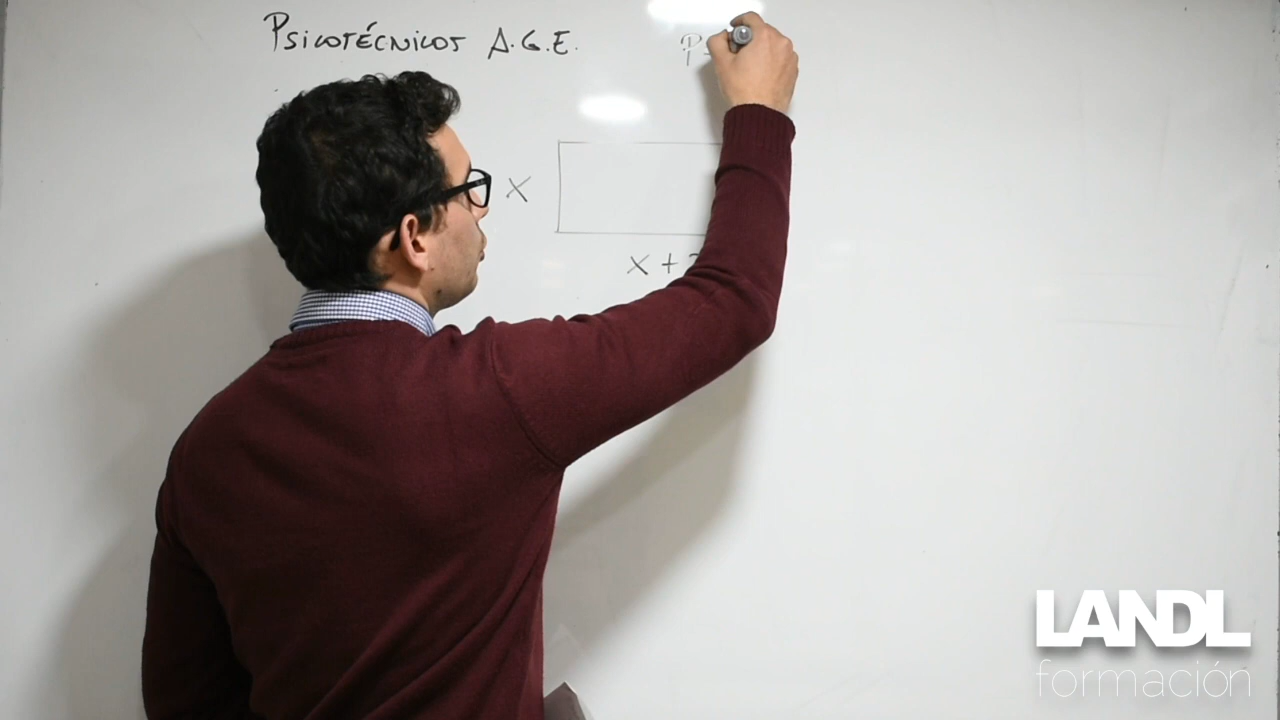 PSICOTÉCNICOS A.G.E.
P
X
X +
LANDL
formación